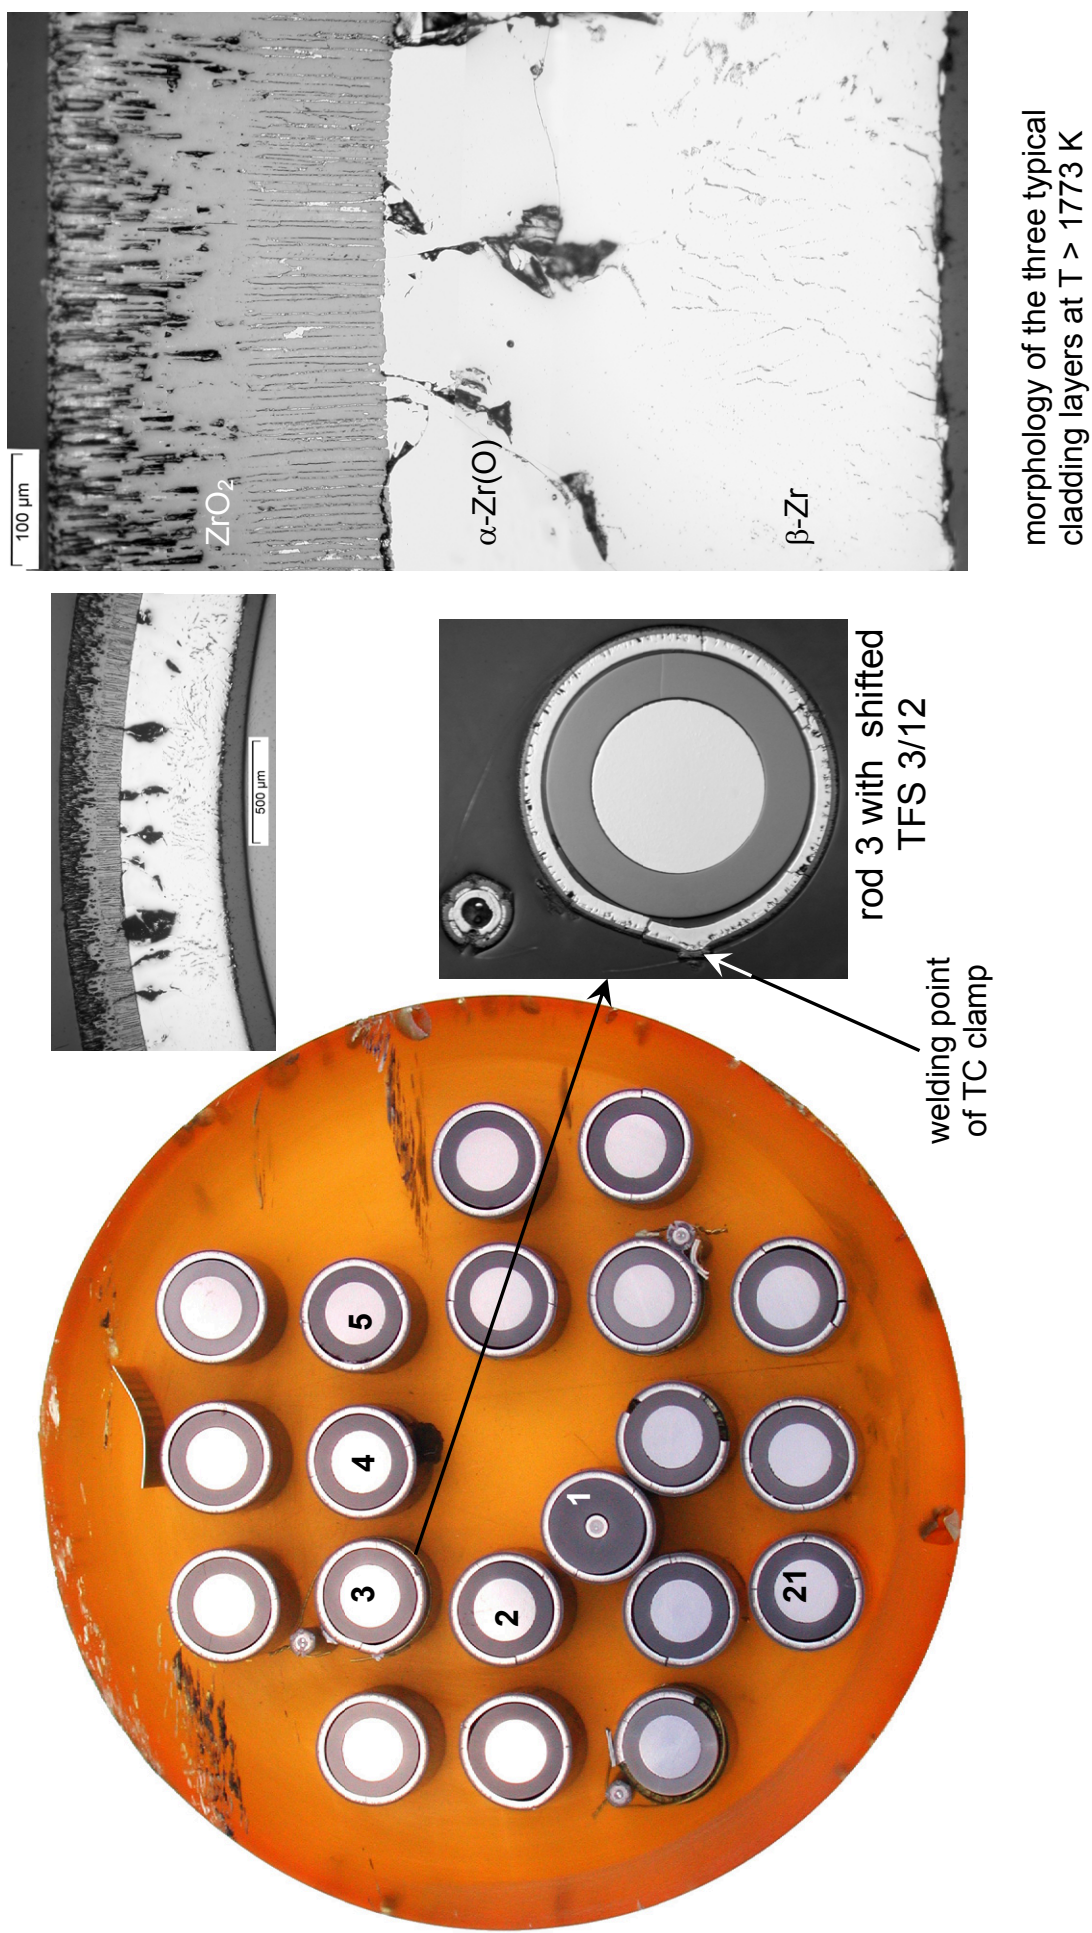 100 µm
ZrO₂
α-Zr(O)
β-Zr
morphology of the three typical
cladding layers at T > 1773 K
500 µm
rod 3 with shifted
TFS 3/12
welding point
of TC clamp
5
4
3
2
1
21